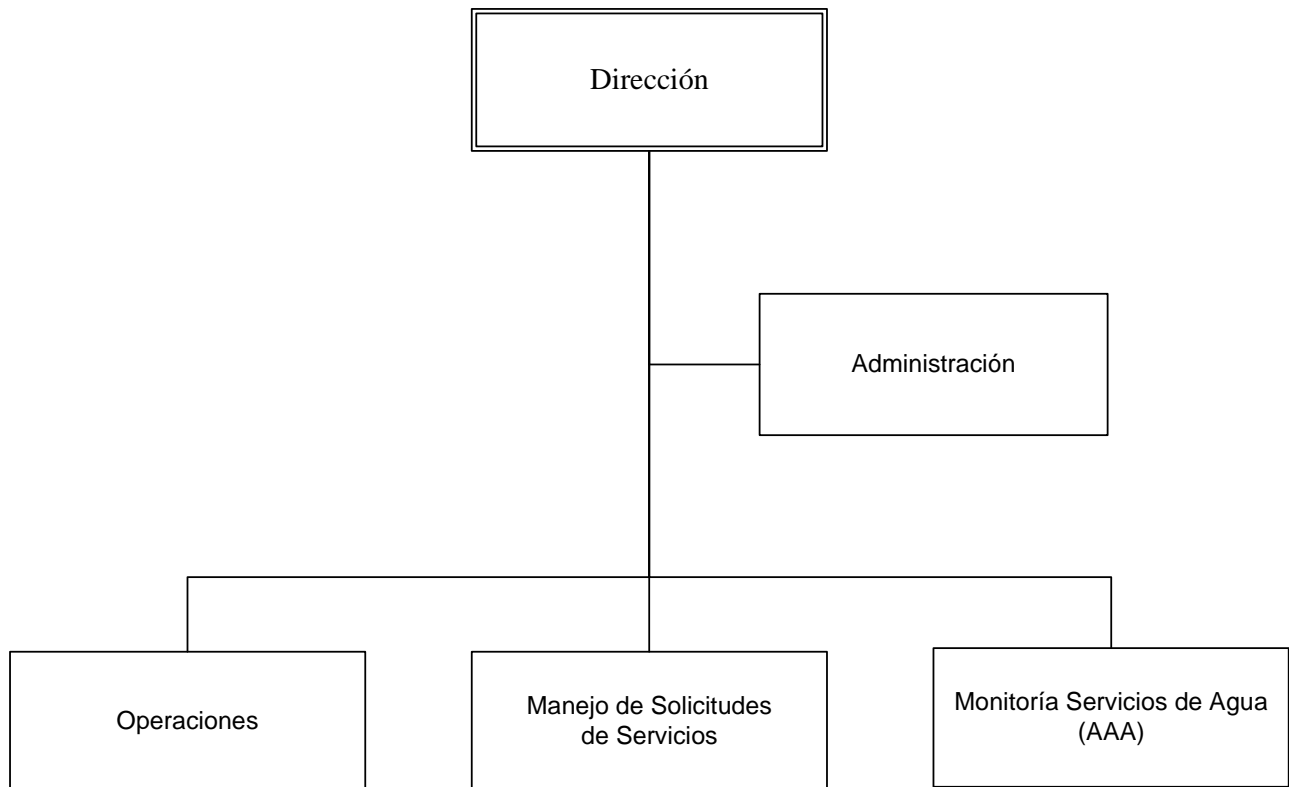 Dirección
Administración
Operaciones
Manejo de Solicitudes
de Servicios
Monitoría Servicios de Agua
(AAA)